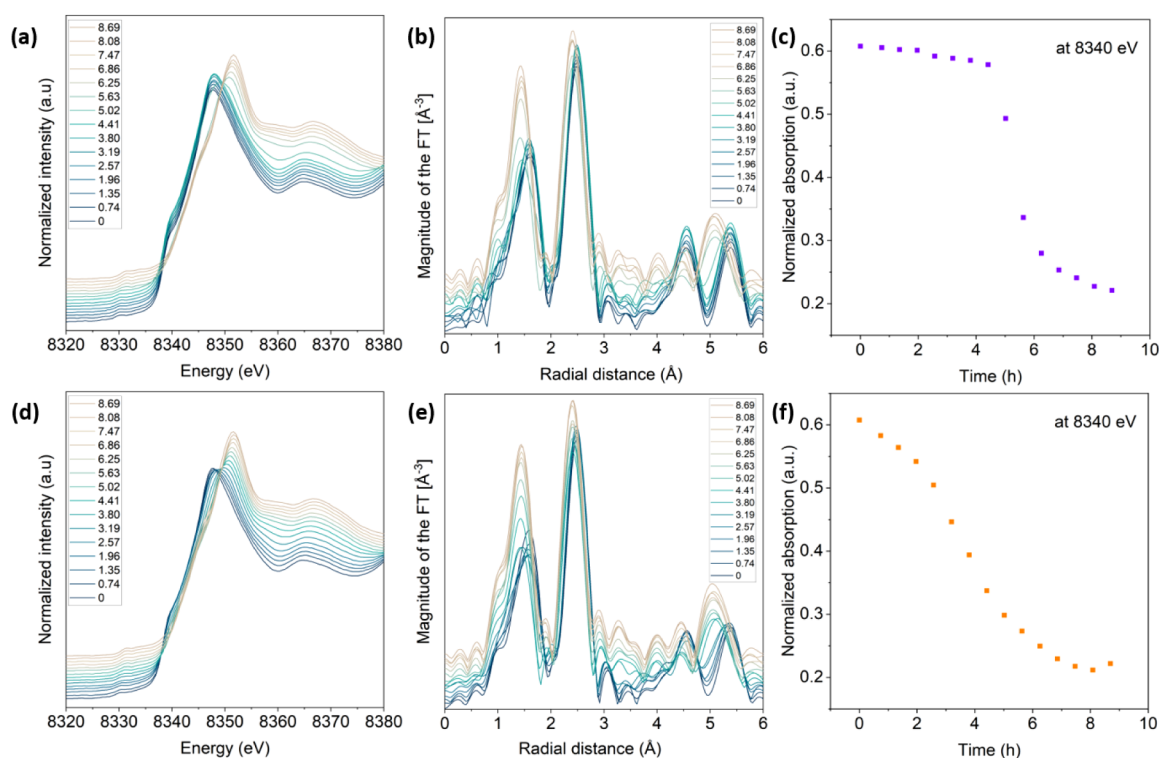 (a)
8.69
8.08
7.47
6.86
6.25
5.63
5.02
4.41
3.80
3.19
2.57
1.96
1.35
0.74
0
Normalized intensity (a.u)
8320 8330 8340 8350 8360 8370 8380
Energy (eV)
(b)
8.69
8.08
7.47
6.86
6.25
5.63
5.02
4.41
3.80
3.19
2.57
1.96
1.35
0.74
0
Magnitude of the FT [Å-3]
0 1 2 3 4 5 6
Radial distance (Å)
(c)
at 8340 eV
Normalized absorption (a.u.)
0.6
0.5
0.4
0.3
0.2
0 2 4 6 8 10
Time (h)
(d)
8.69
8.08
7.47
6.86
6.25
5.63
5.02
4.41
3.80
3.19
2.57
1.96
1.35
0.74
0
Normalized intensity (a.u)
8320 8330 8340 8350 8360 8370 8380
Energy (eV)
(e)
8.69
8.08
7.47
6.86
6.25
5.63
5.02
4.41
3.80
3.19
2.57
1.96
1.35
0.74
0
Magnitude of the FT [Å-3]
0 1 2 3 4 5 6
Radial distance (Å)
(f)
at 8340 eV
Normalized absorption (a.u.)
0.6
0.5
0.4
0.3
0.2
0 2 4 6 8 10
Time (h)